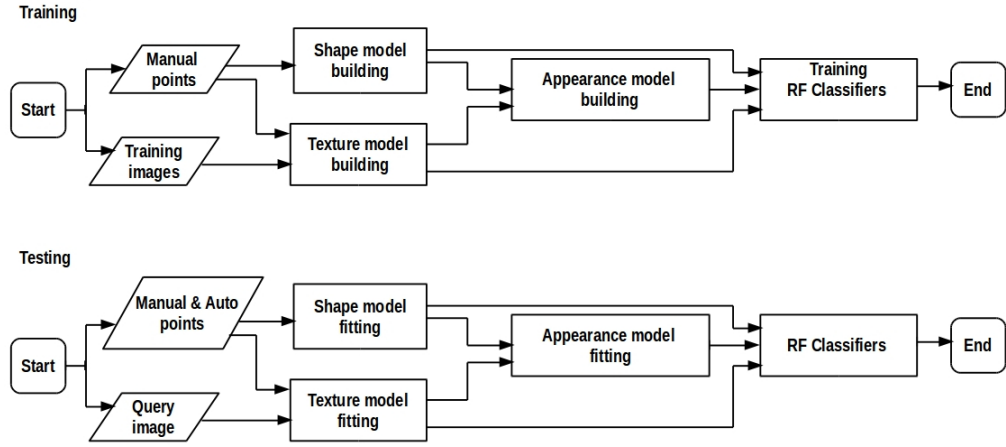 Training
Start
Manual
points
Training
images
Shape model
building
Texture model
building
Appearance model
building
Training
RF Classifiers
End
Testing
Start
Manual & Auto
points
Query
image
Shape model
fitting
Texture model
fitting
Appearance model
fitting
RF Classifiers
End